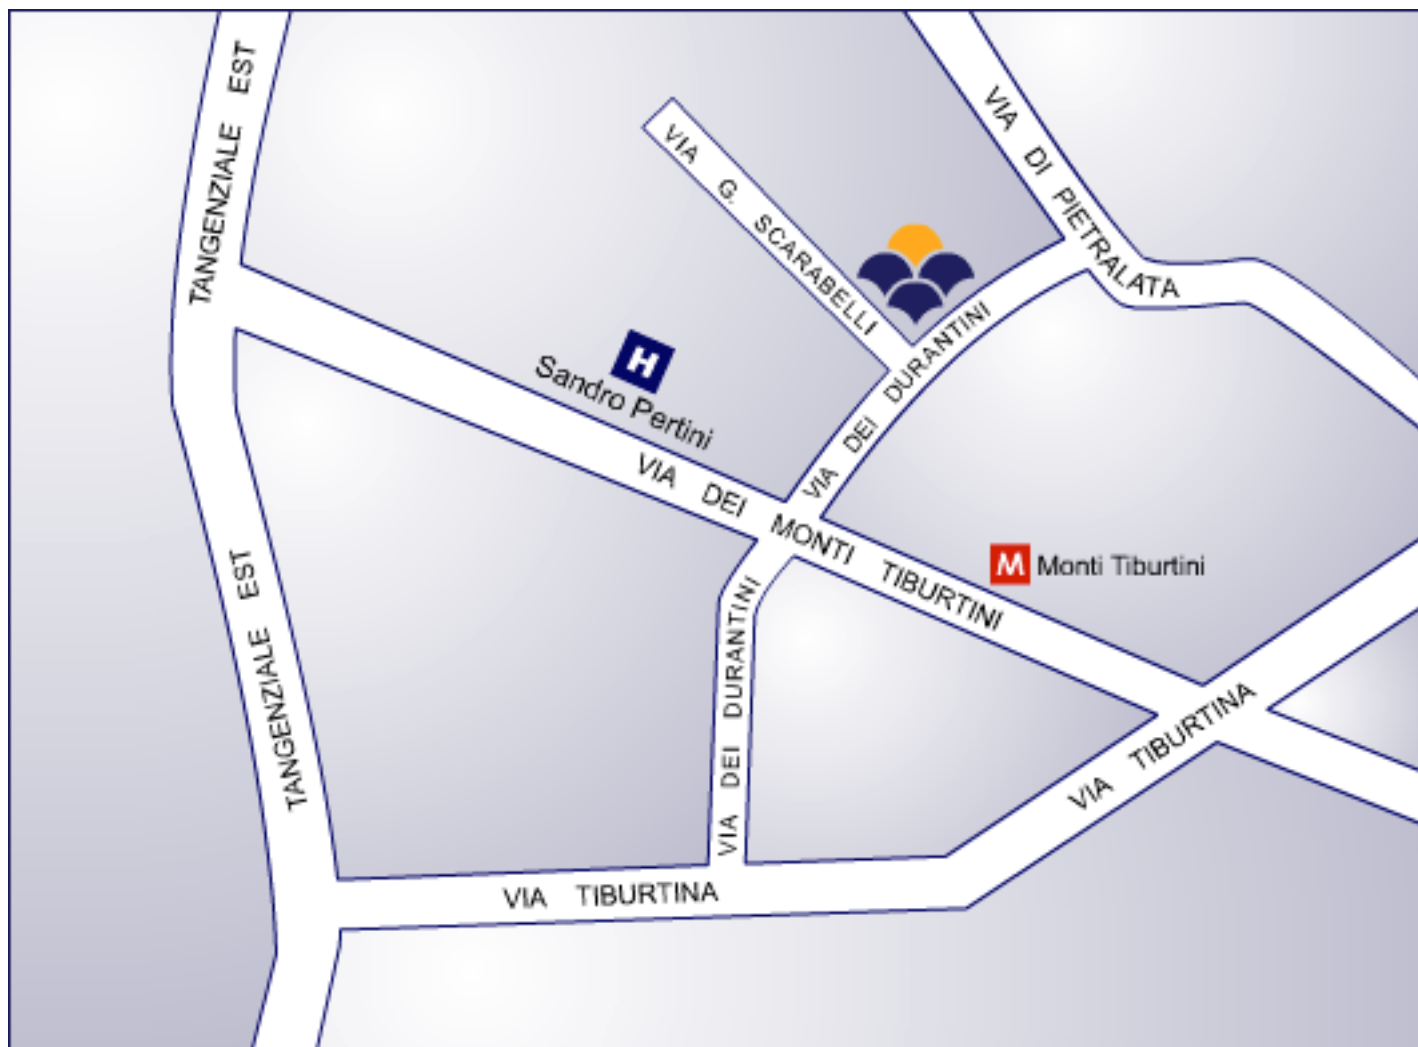 TANGENZIALE EST
VIA DI PIETRALATA
VIA G. SCARABELLI
VIA DEI DURANTINI
H
Sandro Pertini
VIA DEI MONTI TIBURTINI
M Monti Tiburtini
TANGENZIALE EST
VIA DEI DURANTINI
VIA TIBURTINA
VIA TIBURTINA